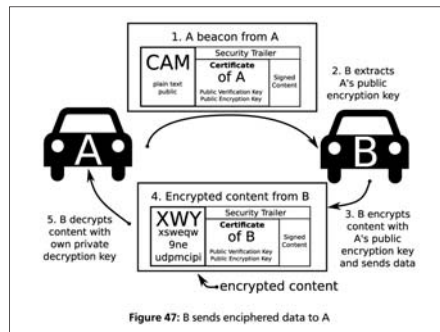 1. A beacon from A
CAM
plain text
public
Security Trailer
Certificate
of A
Public Verification Key
Public Encryption Key
Signed
Content
2. B extracts
A's public
encryption key
A
B
4. Encrypted content from B
XWY
xsweqw
9ne
udpmcipi
Security Trailer
Certificate
of B
Public Verification Key
Public Encryption Key
Signed
Content
5. B decrypts
content with
own private
decryption key
3. B encrypts
content with
A's public
encryption key
and sends data
encrypted content
Figure 47: B sends enciphered data to A